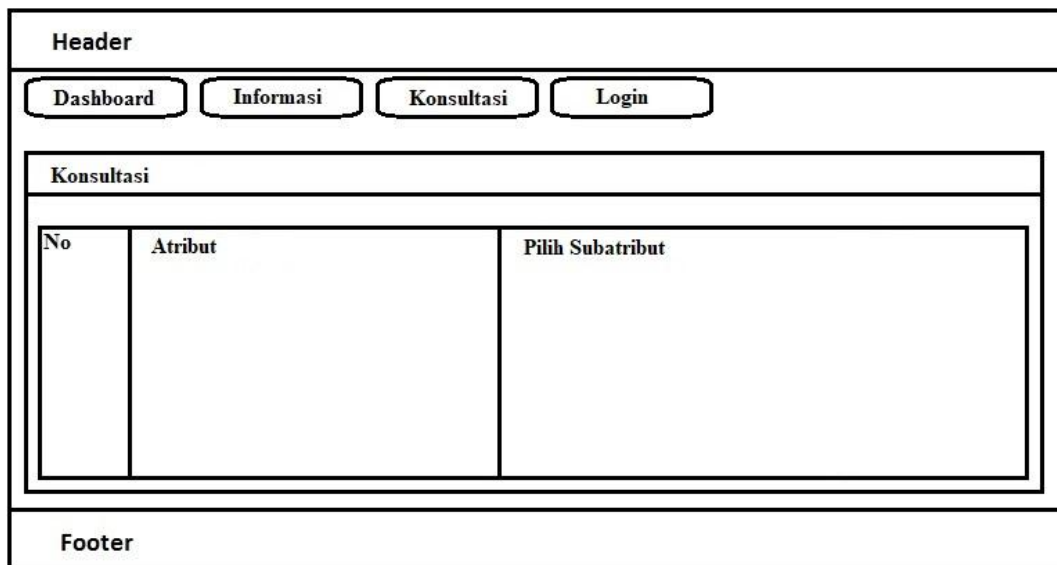 Header
Dashboard Informasi Konsultasi Login
Konsultasi
No Atribut Pilih Subatribut
Footer